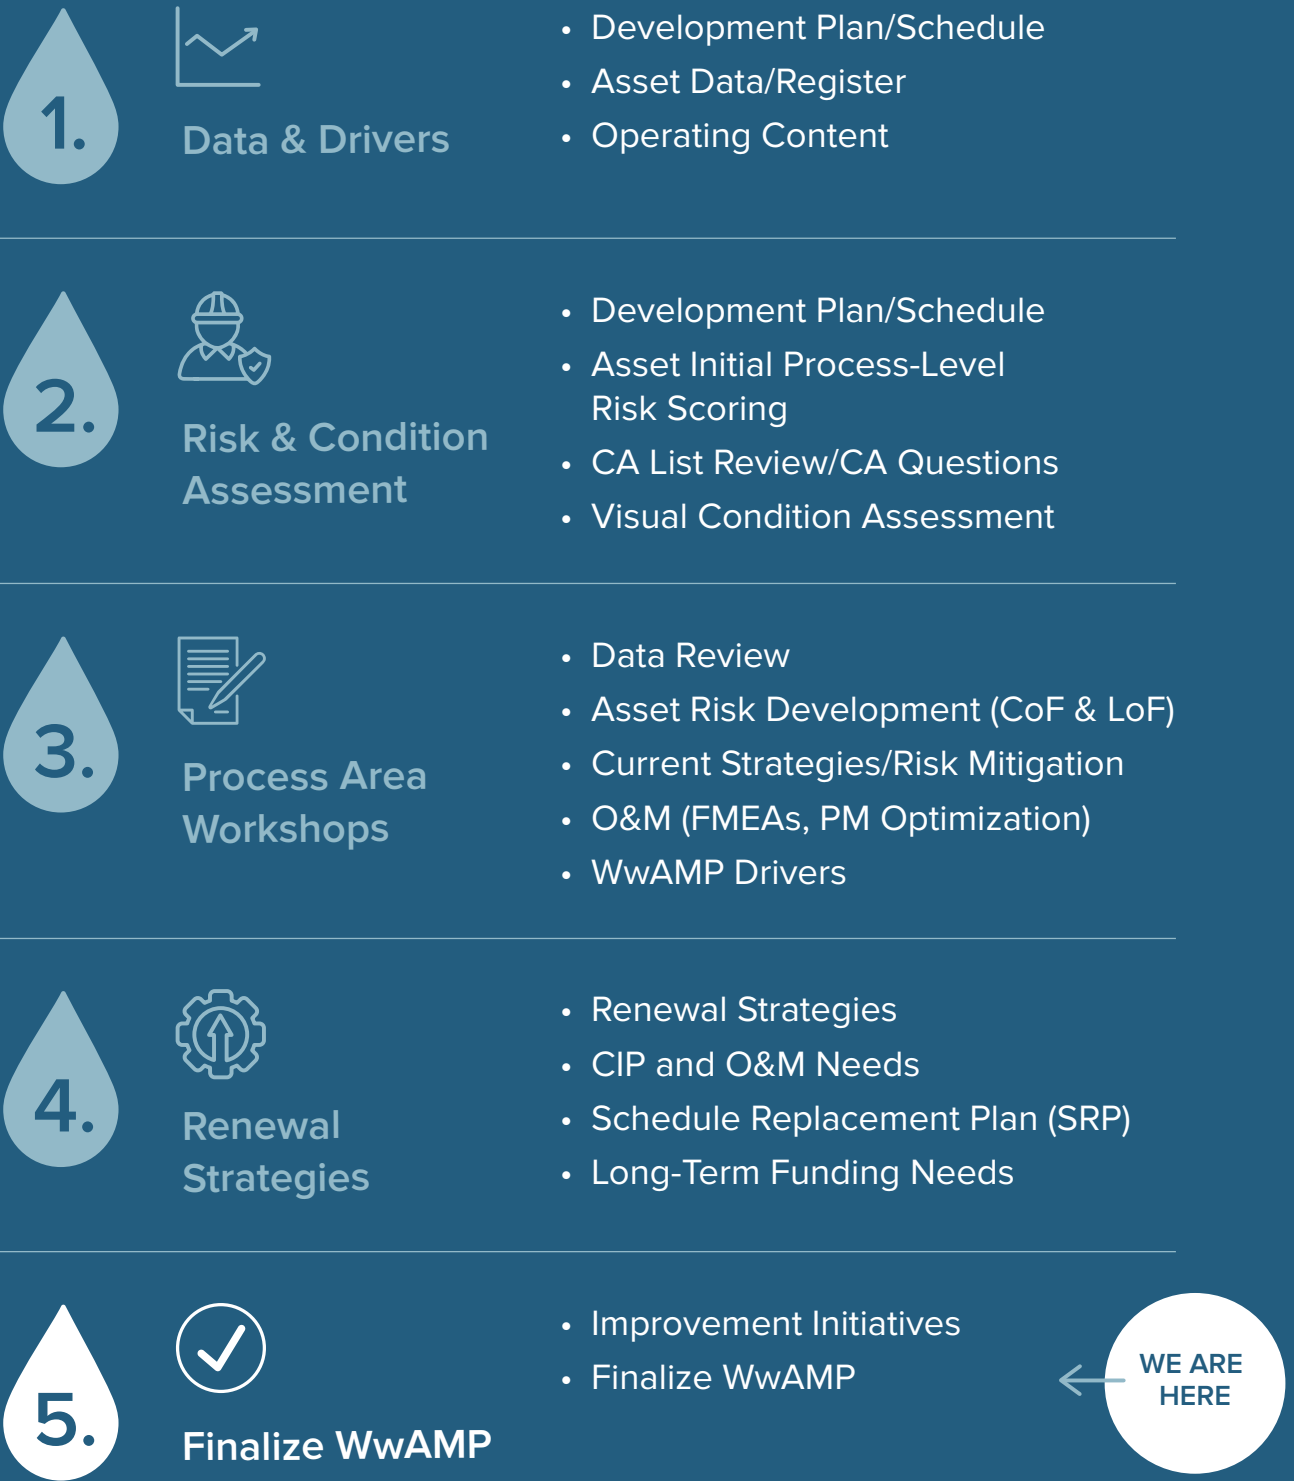 1.
Data & Drivers
• Development Plan/Schedule
• Asset Data/Register
• Operating Content
2.
Risk & Condition
Assessment
• Development Plan/Schedule
• Asset Initial Process-Level
Risk Scoring
• CA List Review/CA Questions
• Visual Condition Assessment
3.
Process Area
Workshops
• Data Review
• Asset Risk Development (CoF & LoF)
• Current Strategies/Risk Mitigation
• O&M (FMEAs, PM Optimization)
• WwAMP Drivers
4.
Renewal
Strategies
• Renewal Strategies
• CIP and O&M Needs
• Schedule Replacement Plan (SRP)
• Long-Term Funding Needs
5.
Finalize WwAMP
• Improvement Initiatives
• Finalize WwAMP
WE ARE
HERE